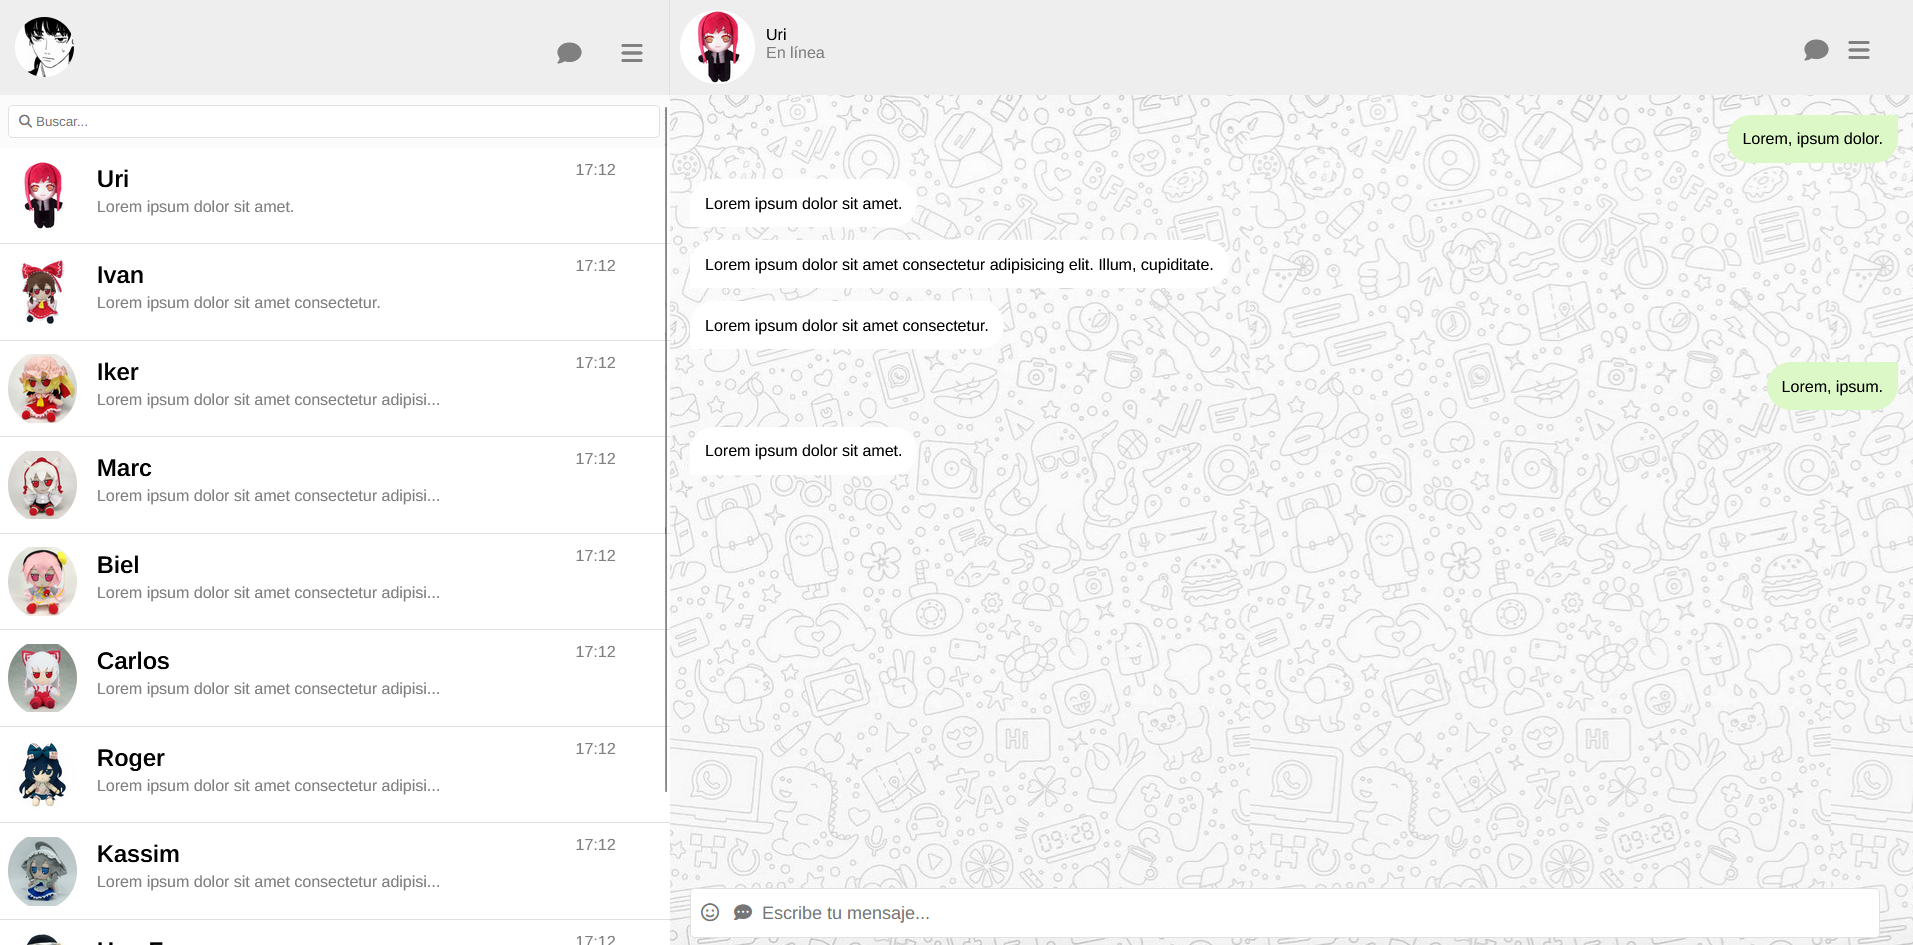 Buscar...
Uri
17:12
Lorem ipsum dolor sit amet.
Ivan
17:12
Lorem ipsum dolor sit amet consectetur.
Iker
17:12
Lorem ipsum dolor sit amet consectetur adipisi...
Marc
17:12
Lorem ipsum dolor sit amet consectetur adipisi...
Biel
17:12
Lorem ipsum dolor sit amet consectetur adipisi...
Carlos
17:12
Lorem ipsum dolor sit amet consectetur adipisi...
Roger
17:12
Lorem ipsum dolor sit amet consectetur adipisi...
Kassim
17:12
Lorem ipsum dolor sit amet consectetur adipisi...
17:12
Uri
En línea
Lorem, ipsum dolor.
Lorem ipsum dolor sit amet.
Lorem ipsum dolor sit amet consectetur adipisicing elit. Illum, cupiditate.
Lorem ipsum dolor sit amet consectetur.
Lorem, ipsum.
Lorem ipsum dolor sit amet.
Hi
Hi
09:28
09:28
Escribe tu mensaje...